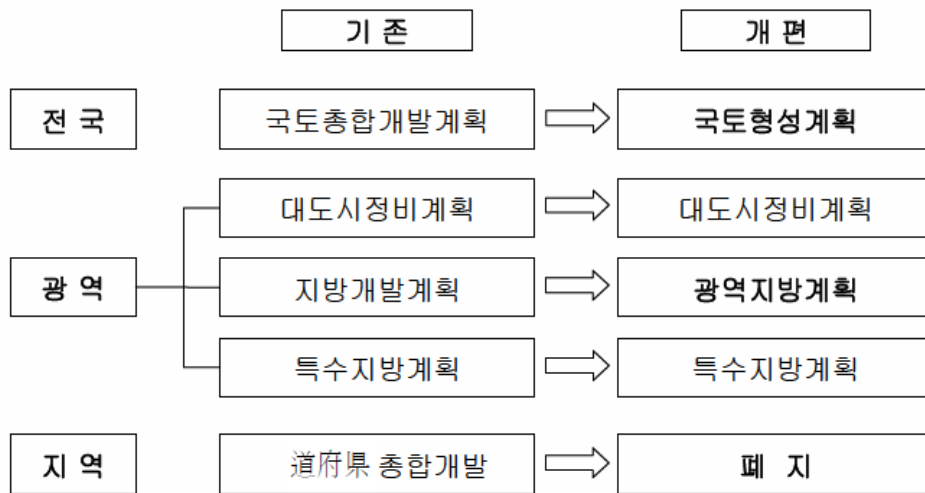 기 존 개 편
전 국 국토총합개발계획 국토형성계획
대도시정비계획 대도시정비계획
광 역 지방개발계획 광역지방계획
특수지방계획 특수지방계획
지 역 道府県 총합개발 폐 지